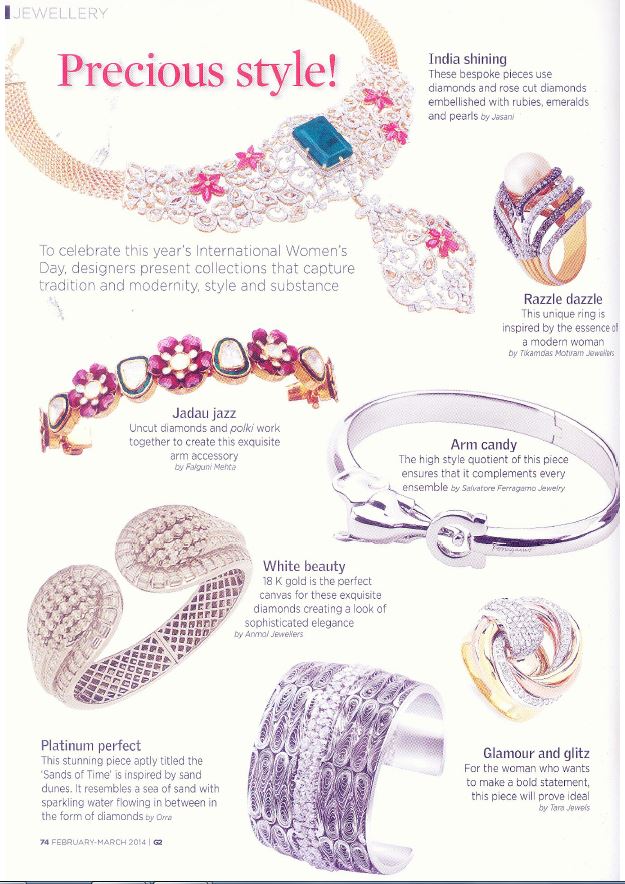 JEWELLERY
Precious style!
India shining
These bespoke pieces use
diamonds and rose cut diamonds
embellished with rubies, emeralds
and pearls by Jasani
To celebrate this year's International Women's
Day, designers present collections that capture
tradition and modernity, style and substance
Razzle dazzle
This unique ring is
inspired by the essence of
a modern woman
by Tikamdas Motiram Jewellers
Jadau jazz
Uncut diamonds and polki work
together to create this exquisite
arm accessory
by Falguni Mehta
Arm candy
The high style quotient of this piece
ensures that it complements every
ensemble by Salvatore Ferragamo Jewelry
Ferragamo
White beauty
18 K gold is the perfect
canvas for these exquisite
diamonds creating a look of
sophisticated elegance
by Anmol Jewellers
Platinum perfect
This stunning piece aptly titled the
'Sands of Time' is inspired by sand
dunes. It resembles a sea of sand with
sparkling water flowing in between in
the form of diamonds by Orra
Glamour and glitz
For the woman who wants
to make a bold statement,
this piece will prove ideal
by Tara Jewels
74 FEBRUARY-MARCH 2014 | G2